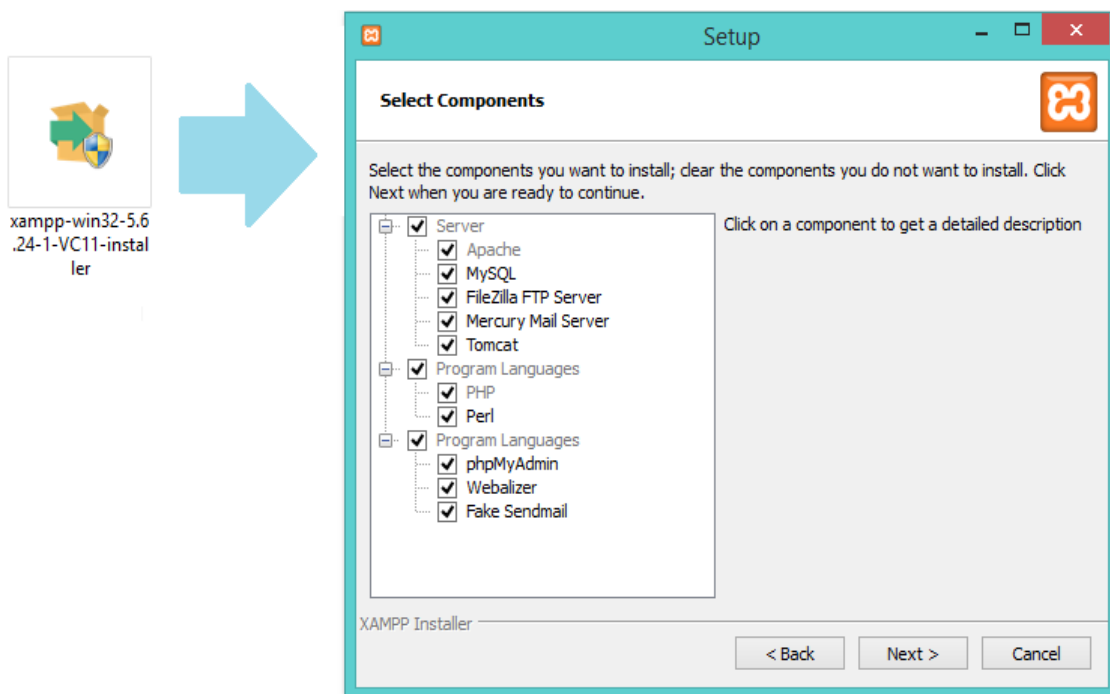 xampp-win32-5.6
.24-1-VC11-instal
ler
Setup
Select Components
Select the components you want to install; clear the components you do not want to install. Click
Next when you are ready to continue.
Server
Apache
MySQL
FileZilla FTP Server
Mercury Mail Server
Tomcat
Program Languages
PHP
Perl
Program Languages
phpMyAdmin
Webalizer
Fake Sendmail
Click on a component to get a detailed description
XAMPP Installer
< Back
Next >
Cancel